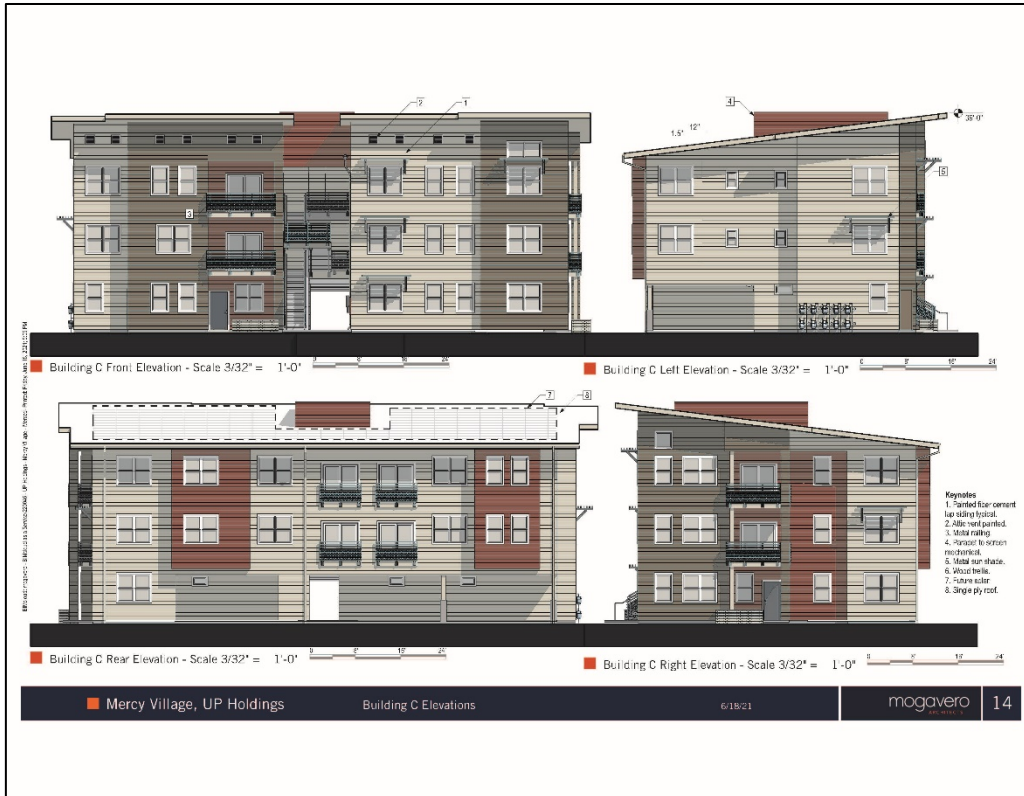 2
1
3
4
1.5"
12"
5
Building C Front Elevation - Scale 3/32" = 1'-0"
0 8' 16' 24'
Building C Left Elevation - Scale 3/32" = 1'-0"
0 8' 16' 24'
7
8
Keynotes
1. Painted fiber cement
lap siding typical.
2. Attic vent painted.
3. Metal railing
4. Parapet to screen
mechanical.
5. Metal sun shade.
6. Wood trellis.
7. Future solar
8. Single ply roof.
Building C Rear Elevation - Scale 3/32" = 1'-0"
0 8' 16' 24'
Building C Right Elevation - Scale 3/32" = 1'-0"
0 8' 16' 24'
Mercy Village, UP Holdings
Building C Elevations
6/18/21
mogavero
ARCHITECTS
14